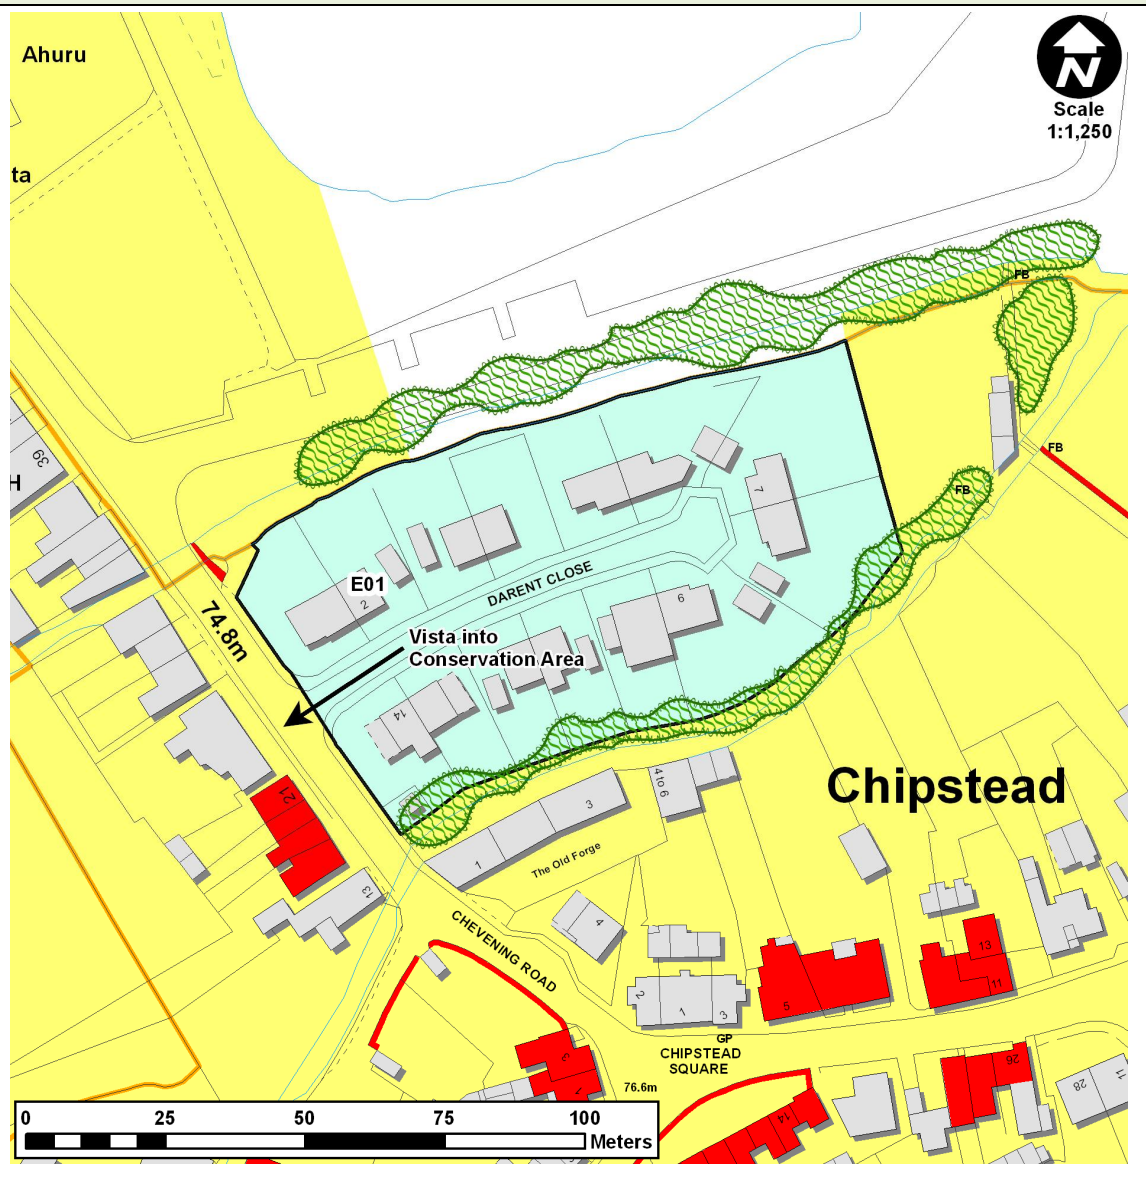 Ahuru
N
Scale
1:1,250
ta
FB
39
H
FB
FB
7
E01
2
DARENT CLOSE
6
74.8m
Vista into
Conservation Area
14
21
Chipstead
4 to 6
3
1
The Old Forge
13
4
CHEVENING ROAD
2
1
3
5
13
11
GP
CHIPSTEAD
SQUARE
3
1
76.6m
26
28
11
14
0 25 50 75 100
Meters